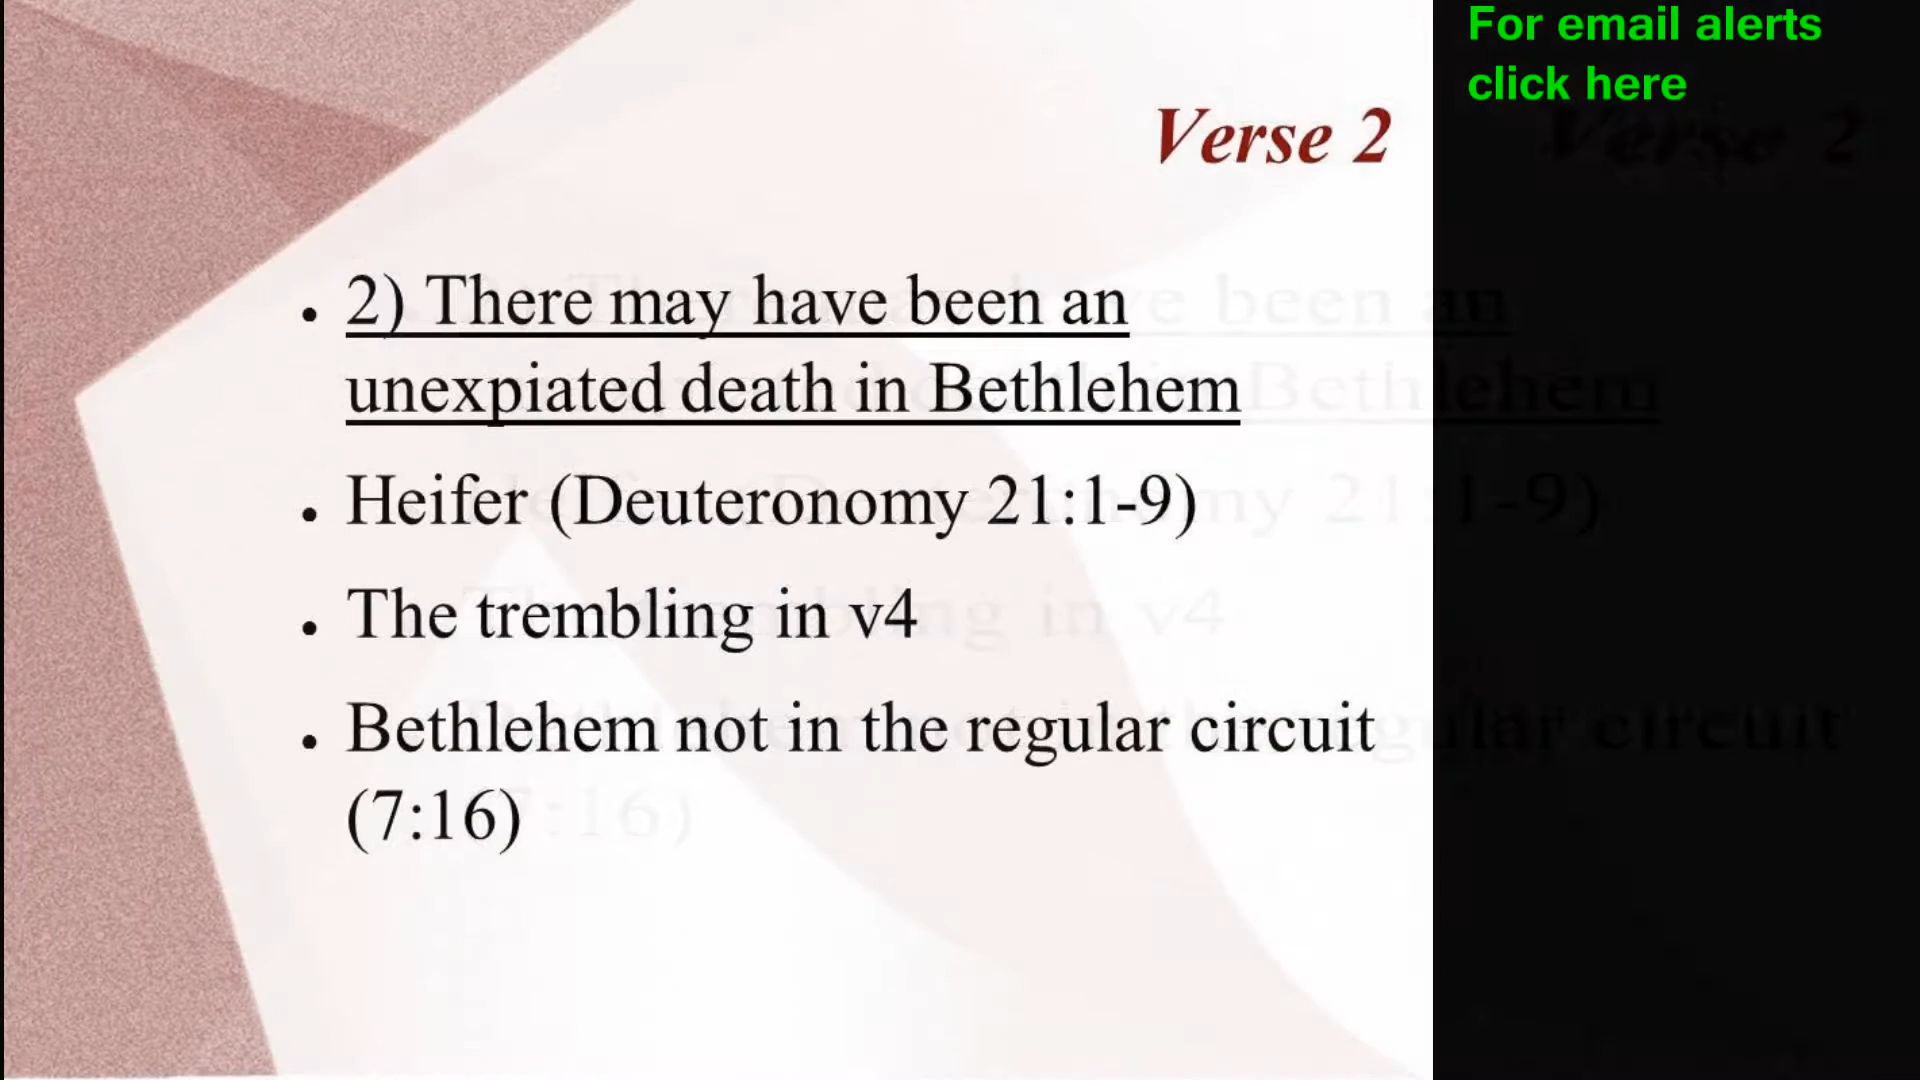 For email alerts
click here
Verse 2
• 2) There may have been an
unexpiated death in Bethlehem
• Heifer (Deuteronomy 21:1-9)
• The trembling in v4
• Bethlehem not in the regular circuit
(7:16)